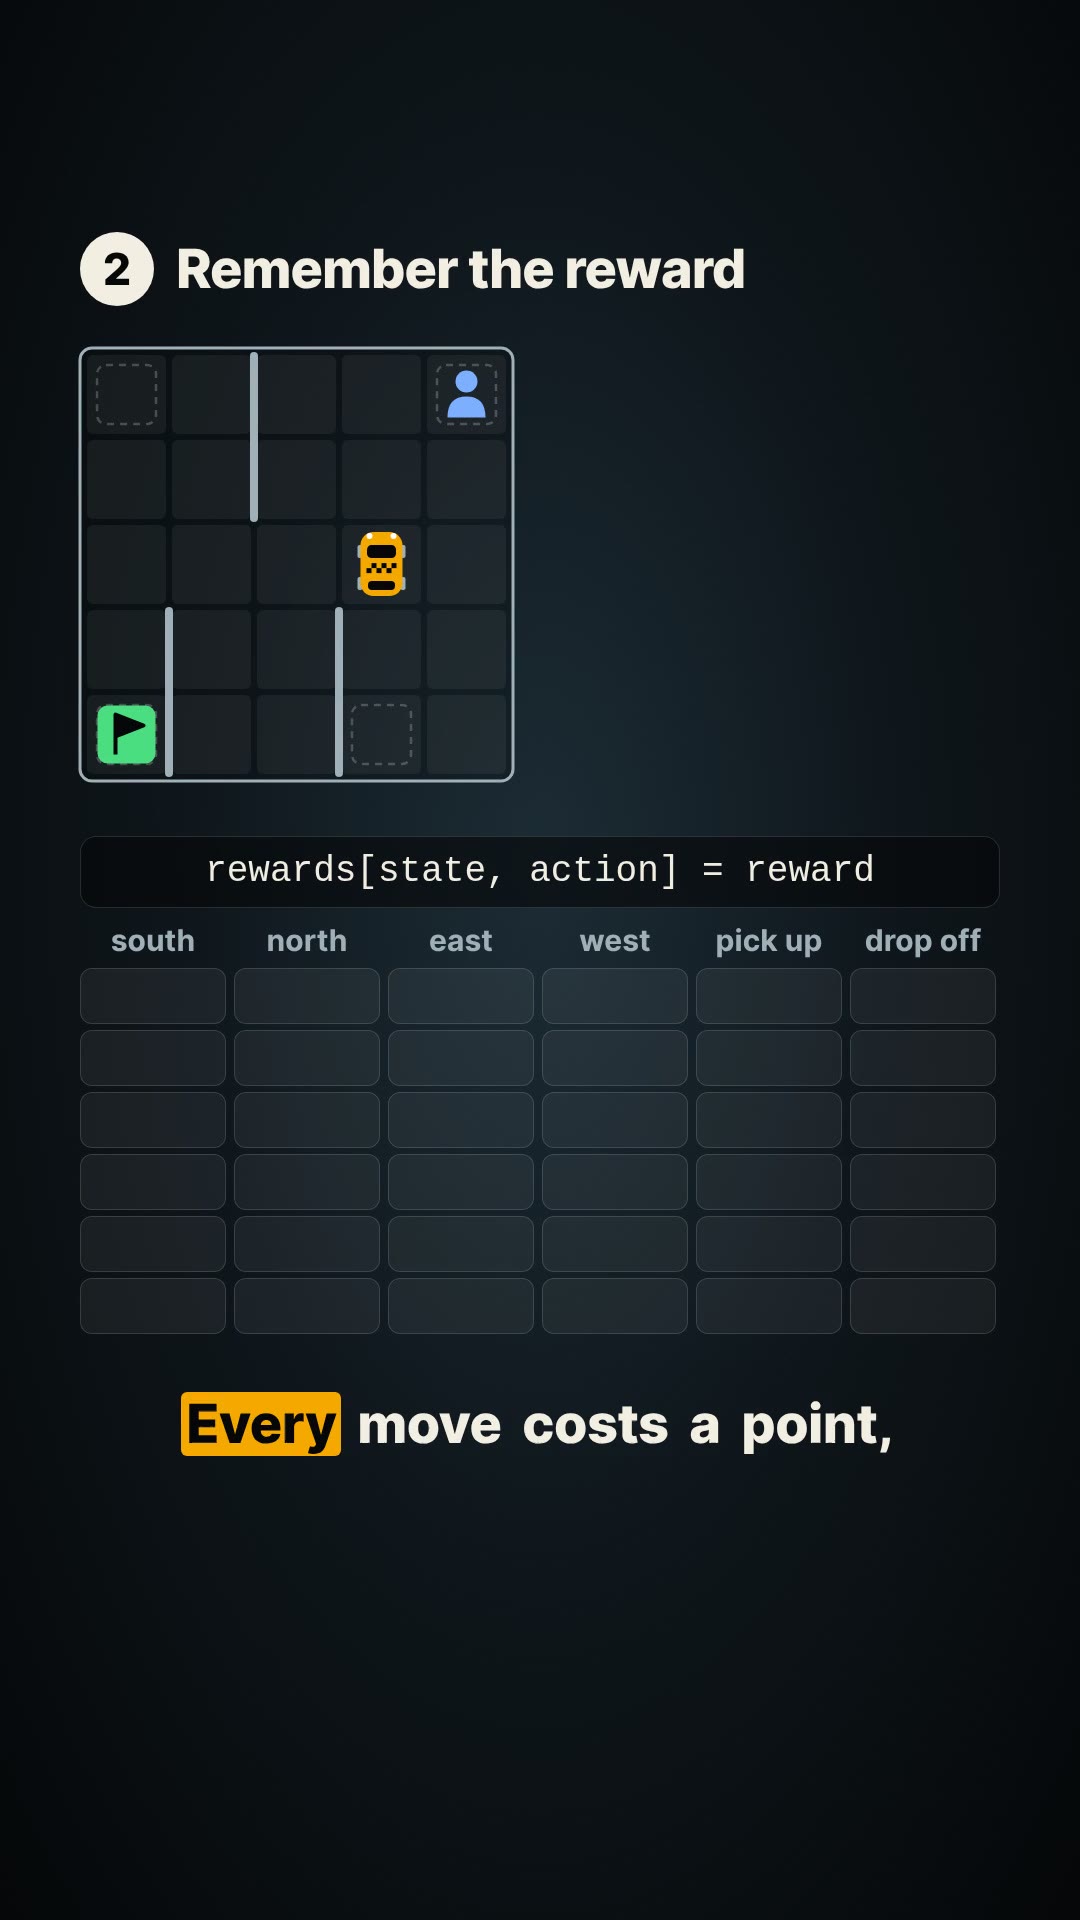 2 Remember the reward
rewards[state, action] = reward
south north east west pick up drop off
Every move costs a point,